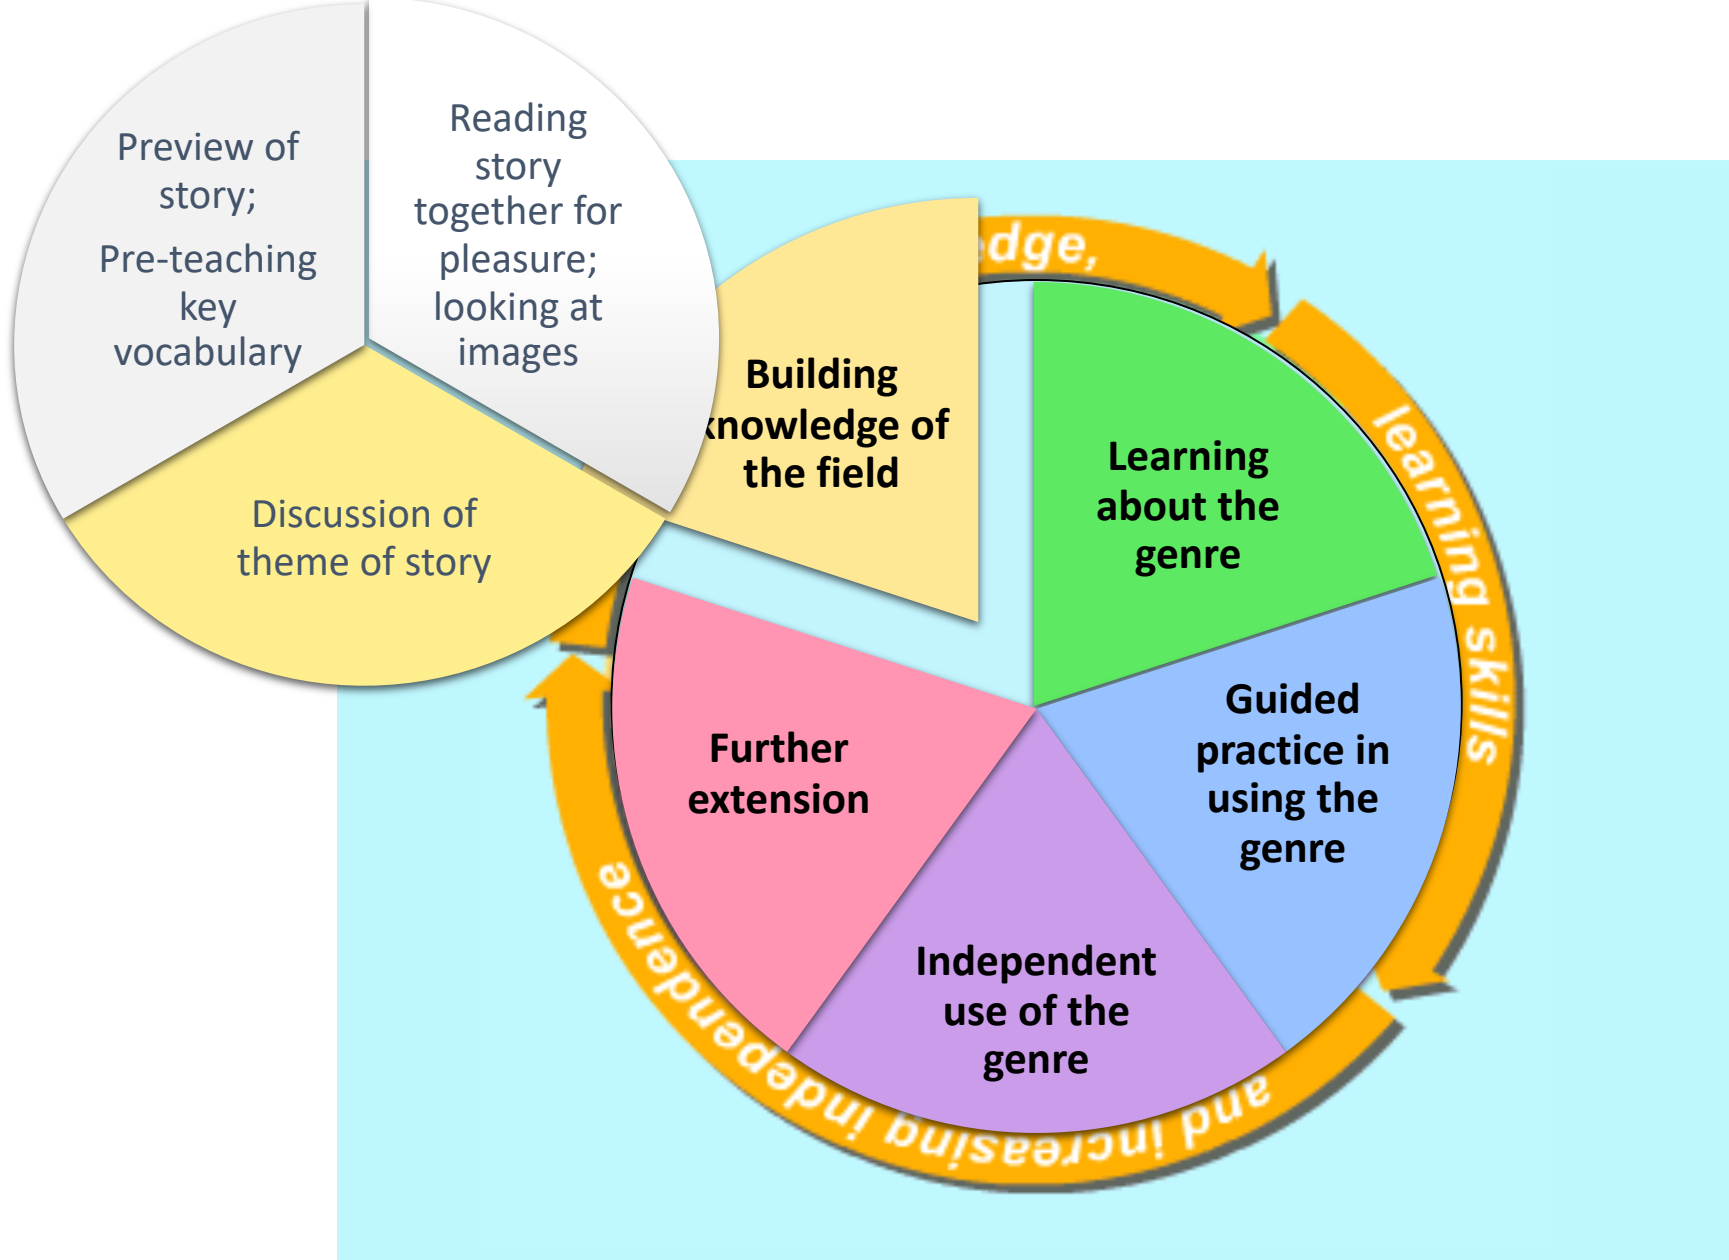 Preview of
story;
Pre-teaching
key
vocabulary
Reading
story
together for
pleasure;
looking at
images
Discussion of
theme of story
Building
knowledge of
the field
Learning
about the
genre
Guided
practice in
using the
genre
Independent
use of the
genre
Further
extension
learning skills
and increasing independence